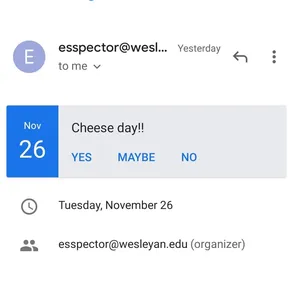 E
esspector@wesl... Yesterday
to me
Nov
26
Cheese day!!
YES MAYBE NO
Tuesday, November 26
esspector@wesleyan.edu (organizer)